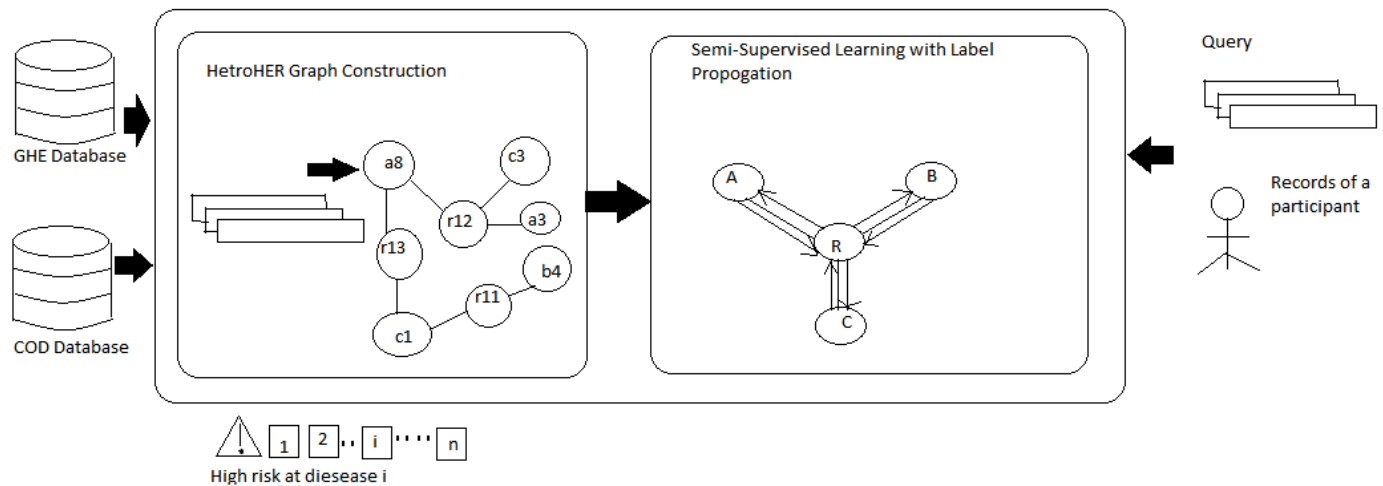 GHE Database
COD Database
HetroHER Graph Construction
a8
c3
r12
a3
r13
b4
r11
c1
Semi-Supervised Learning with Label
Propogation
A
B
R
C
Query
Records of a
participant
! 1 2 .. i ..... n
High risk at diesease i